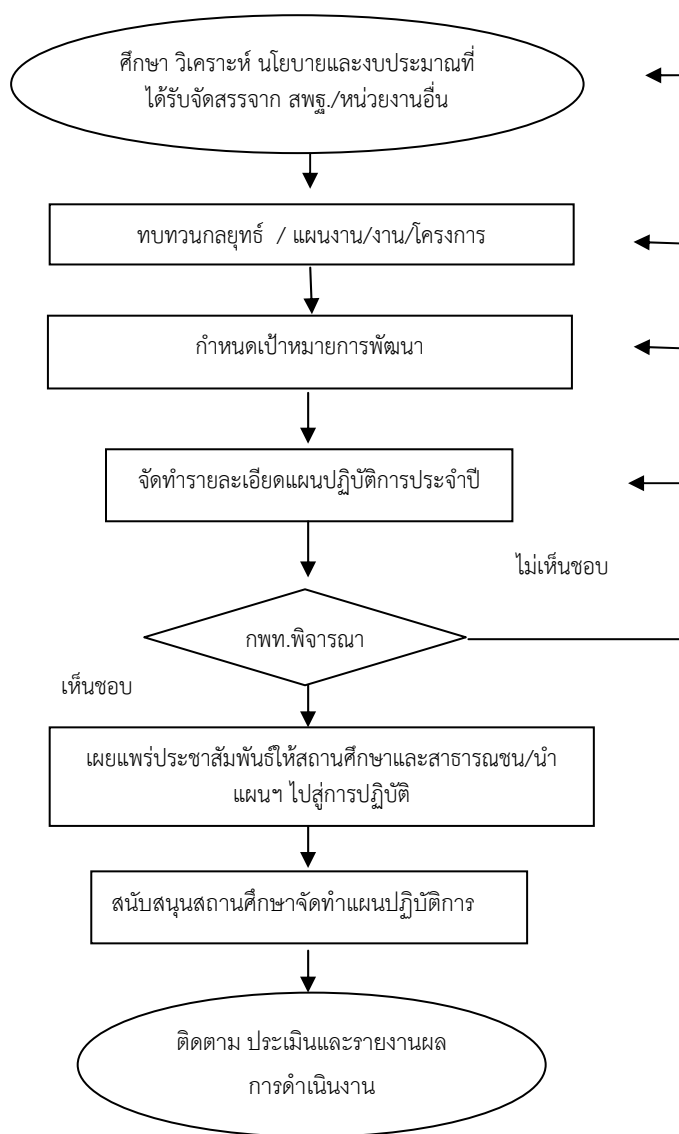 ศึกษา วิเคราะห์ นโยบายและงบประมาณที่
ได้รับจัดสรรจาก สพฐ./หน่วยงานอื่น
ทบทวนกลยุทธ์ / แผนงาน/งาน/โครงการ
กำหนดเป้าหมายการพัฒนา
จัดทำรายละเอียดแผนปฏิบัติการประจำปี
ไม่เห็นชอบ
กพท.พิจารณา
เห็นชอบ
เผยแพร่ประชาสัมพันธ์ให้สถานศึกษาและสาธารณชน/นำ
แผนฯ ไปสู่การปฏิบัติ
สนับสนุนสถานศึกษาจัดทำแผนปฏิบัติการ
ติดตาม ประเมินและรายงานผล
การดำเนินงาน